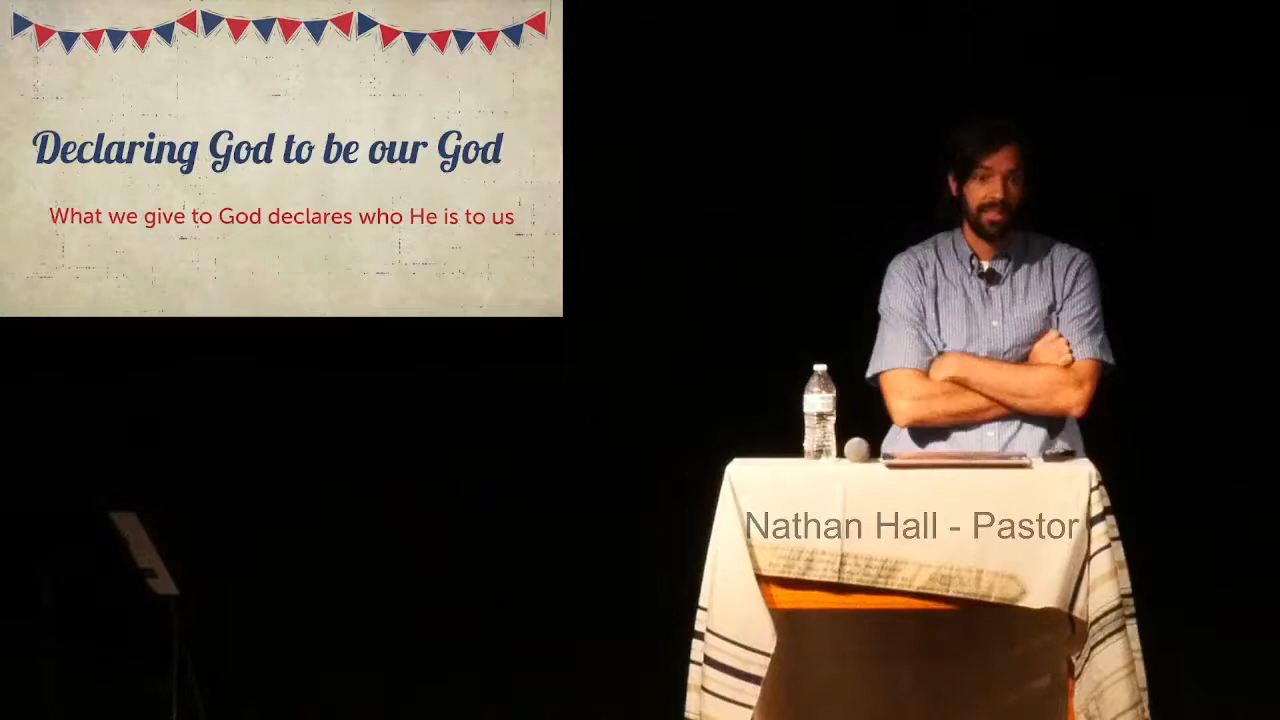 Declaring God to be our God
What we give to God declares who He is to us
Nathan Hall - Pastor